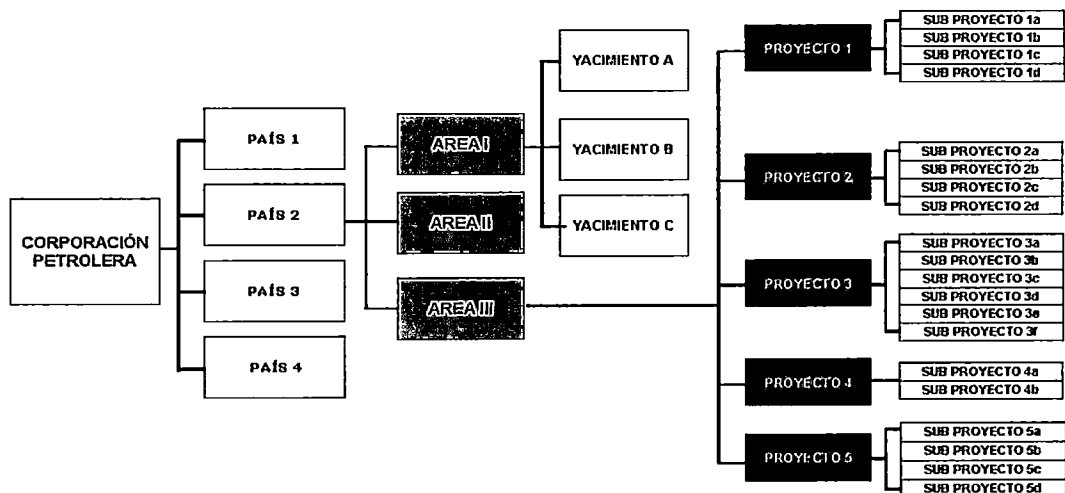 CORPORACIÓN
PETROLERA
PAÍS 1
PAÍS 2
PAÍS 3
PAÍS 4
AREA I
AREA II
AREA III
YACIMIENTO A
YACIMIENTO B
YACIMIENTO C
PROYECTO 1
SUB PROYECTO 1a
SUB PROYECTO 1b
SUB PROYECTO 1c
SUB PROYECTO 1d
PROYECTO 2
SUB PROYECTO 2a
SUB PROYECTO 2b
SUB PROYECTO 2c
SUB PROYECTO 2d
PROYECTO 3
SUB PROYECTO 3a
SUB PROYECTO 3b
SUB PROYECTO 3c
SUB PROYECTO 3d
SUB PROYECTO 3e
SUB PROYECTO 3f
PROYECTO 4
SUB PROYECTO 4a
SUB PROYECTO 4b
PROYECTO 5
SUB PROYECTO 5a
SUB PROYECTO 5b
SUB PROYECTO 5c
SUB PROYECTO 5d